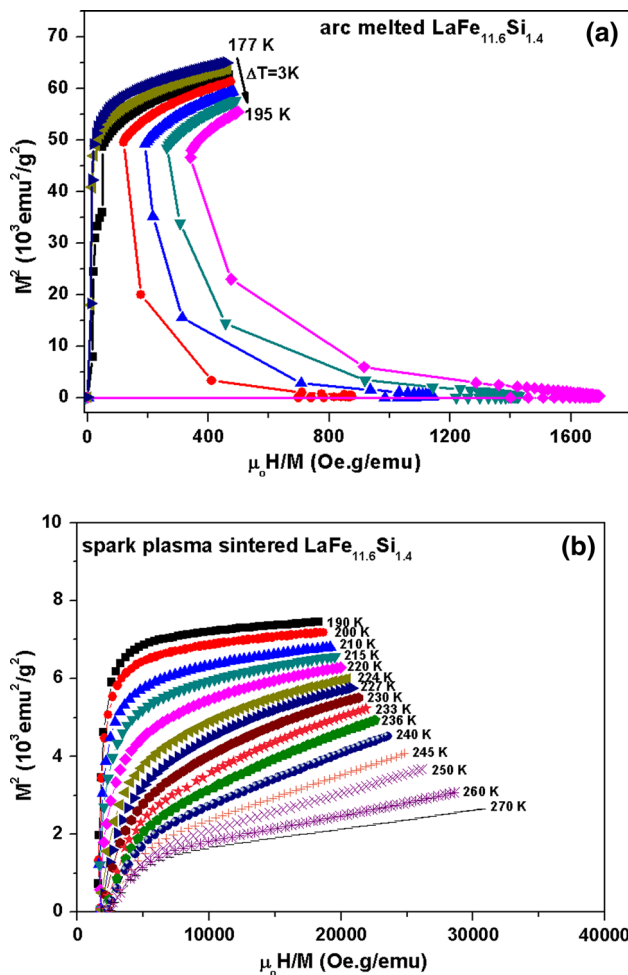 arc melted LaFe11.6Si1.4 (a)
177 K
ΔT=3K
195 K
70
60
50
40
30
20
10
0
M² (10³emu²/g²)
0 400 800 1200 1600
μoH/M (Oe.g/emu)
spark plasma sintered LaFe11.6Si1.4 (b)
10
8
6
4
2
0
M² (10³emu²/g²)
190 K
200 K
210 K
215 K
220 K
224 K
227 K
230 K
233 K
236 K
240 K
245 K
250 K
260 K
270 K
0 10000 20000 30000 40000
μoH/M (Oe.g/emu)